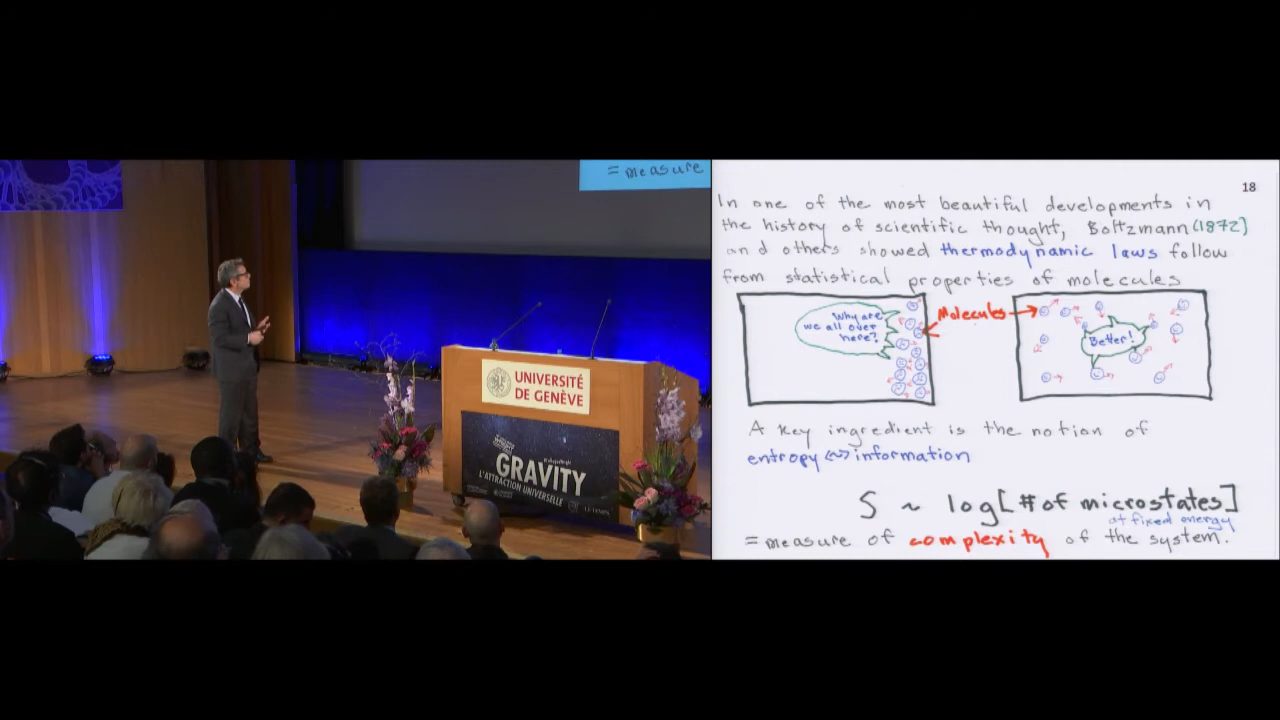 = measure
UNIVERSITÉ
DE GENÈVE
GRAVITY
L'ATTRACTION UNIVERSELLE
LE TEMPS
18
In one of the most beautiful developments in
the history of scientific thought, Boltzmann (1872]
and others showed thermodynamic laws follow
from statistical properties of molecules
Why are
we all over
here?
Molecules
Better!
A key ingredient is the notion of
entropy <~> information
S ~ log[# of microstates]
at fixed energy
= measure of complexity of the system.